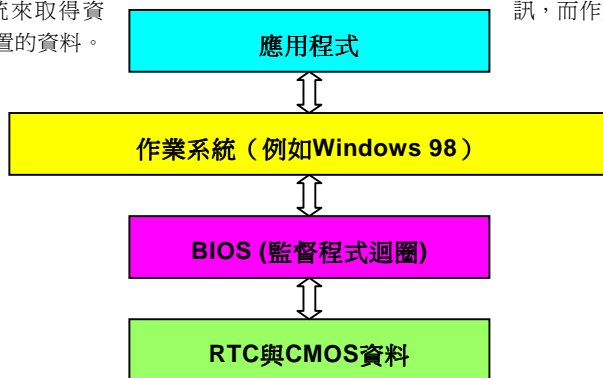 統來取得資
訊，而作
置的資料。
應用程式
作業系統（例如Windows 98）
BIOS (監督程式迴圈)
RTC與CMOS資料